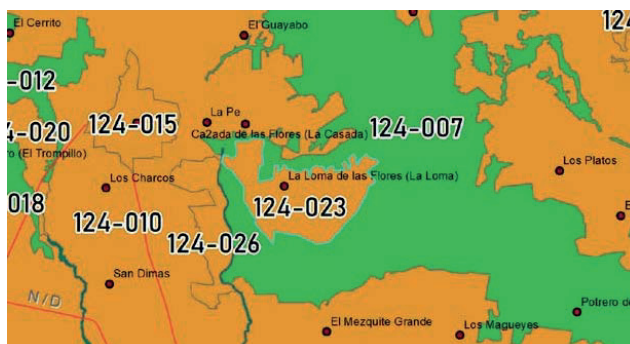 El Cerrito
El Guayabo
124
-012
La Pe
124-015
124-007
4-020
Ca2ada de las Flores (La Casada)
ro (El Trompillo)
Los Platos
La Loma de las Flores (La Loma)
Los Charcos
018
124-023
124-010
124-026
San Dimas
N/D
Potrero de
El Mezquite Grande
Los Magueyes